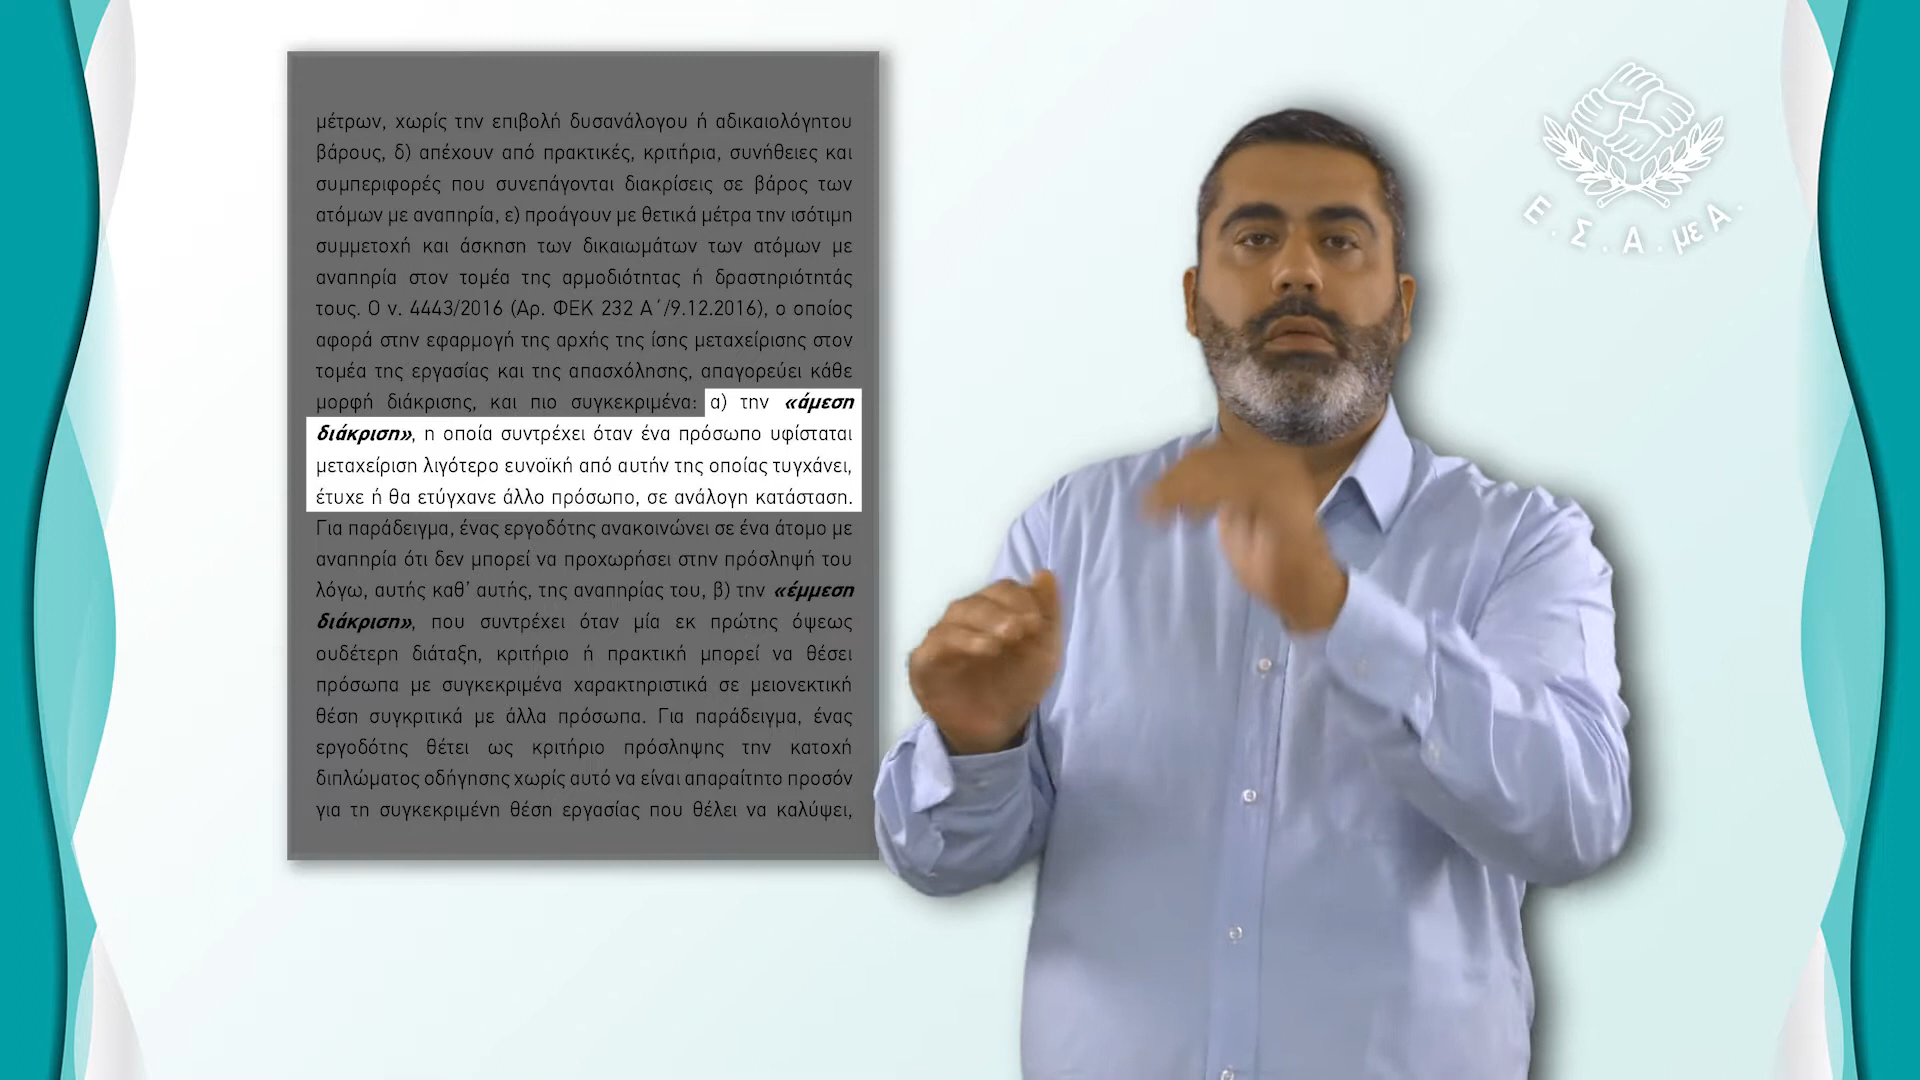 μέτρων, χωρίς την επιβολή δυσανάλογου ή αδικαιολόγητου
βάρους, δ) απέχουν από πρακτικές, κριτήρια, συνήθειες και
συμπεριφορές που συνεπάγονται διακρίσεις σε βάρος των
ατόμων με αναπηρία, ε) προάγουν με θετικά μέτρα την ισότιμη
συμμετοχή και άσκηση των δικαιωμάτων των ατόμων με
αναπηρία στον τομέα της αρμοδιότητας ή δραστηριότητάς
τους. Ο ν. 4443/2016 (Αρ. ΦΕΚ 232 Α΄/9.12.2016), ο οποίος
αφορά στην εφαρμογή της αρχής της ίσης μεταχείρισης στον
τομέα της εργασίας και της απασχόλησης, απαγορεύει κάθε
μορφή διάκρισης, και πιο συγκεκριμένα: α) την «άμεση
διάκριση», η οποία συντρέχει όταν ένα πρόσωπο υφίσταται
μεταχείριση λιγότερο ευνοϊκή από αυτήν της οποίας τυγχάνει,
έτυχε ή θα ετύγχανε άλλο πρόσωπο, σε ανάλογη κατάσταση.
Για παράδειγμα, ένας εργοδότης ανακοινώνει σε ένα άτομο με
αναπηρία ότι δεν μπορεί να προχωρήσει στην πρόσληψή του
λόγω, αυτής καθ’ αυτής, της αναπηρίας του, β) την «έμμεση
διάκριση», που συντρέχει όταν μία εκ πρώτης όψεως
ουδέτερη διάταξη, κριτήριο ή πρακτική μπορεί να θέσει
πρόσωπα με συγκεκριμένα χαρακτηριστικά σε μειονεκτική
θέση συγκριτικά με άλλα πρόσωπα. Για παράδειγμα, ένας
εργοδότης θέτει ως κριτήριο πρόσληψης την κατοχή
διπλώματος οδήγησης χωρίς αυτό να είναι απαραίτητο προσόν
για τη συγκεκριμένη θέση εργασίας που θέλει να καλύψει,
Ε.Σ.Α.με Α.